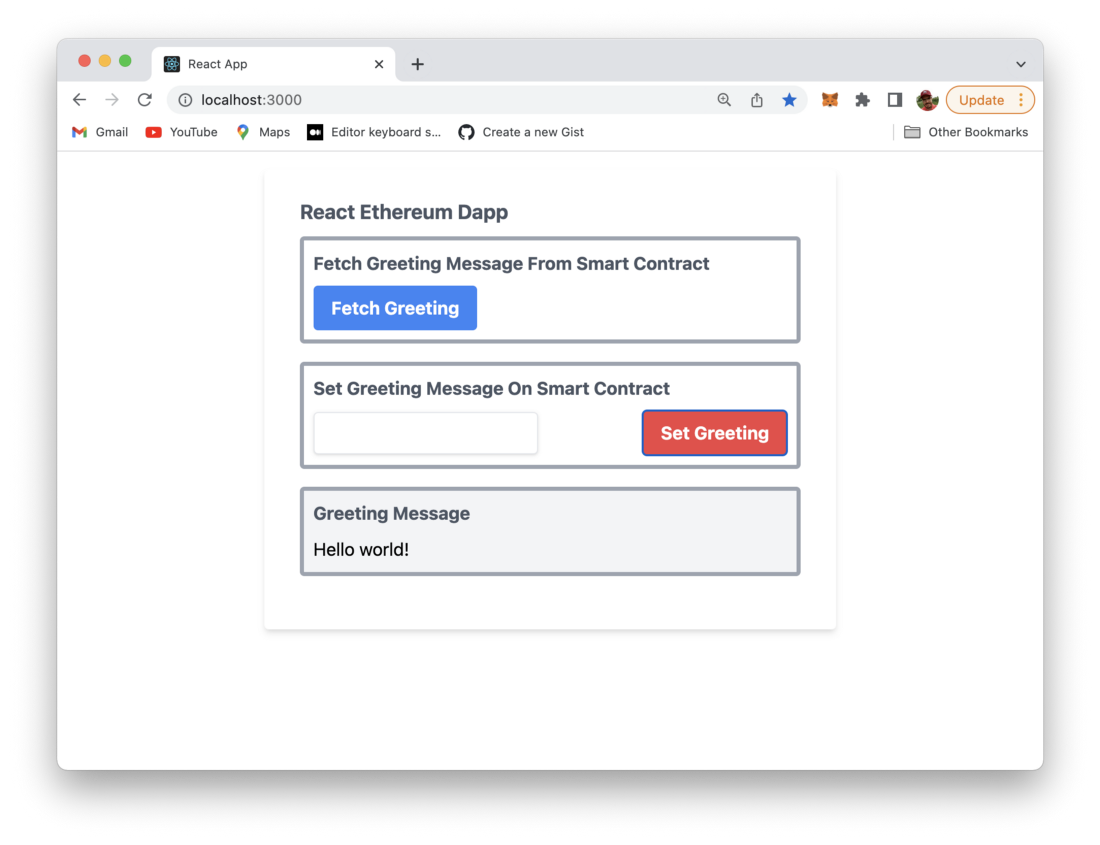 React App
localhost:3000
Update
Gmail YouTube Maps Editor keyboard s... Create a new Gist Other Bookmarks
React Ethereum Dapp
Fetch Greeting Message From Smart Contract
Fetch Greeting
Set Greeting Message On Smart Contract
Set Greeting
Greeting Message
Hello world!